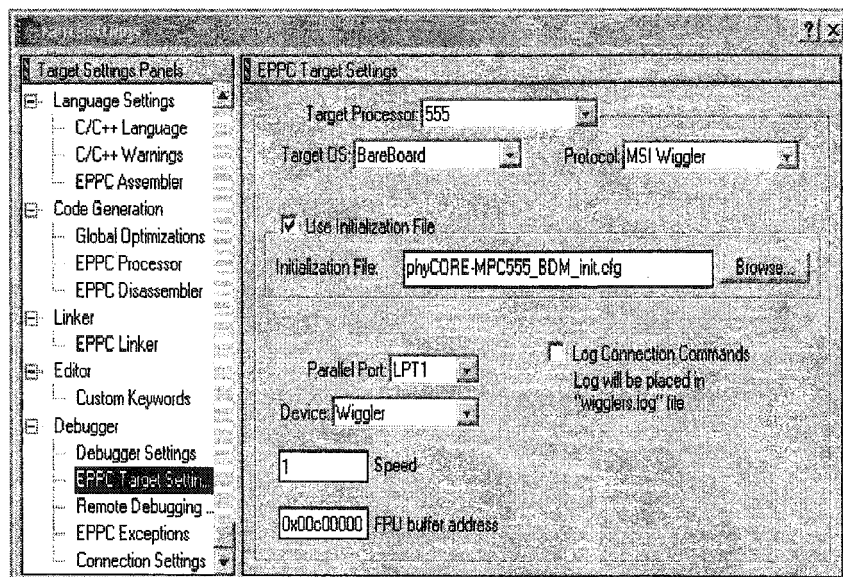 ? x
Target Settings Panels
Language Settings
C/C++ Language
C/C++ Warnings
EPPC Assembler
Code Generation
Global Optimizations
EPPC Processor
EPPC Disassembler
Linker
EPPC Linker
Editor
Custom Keywords
Debugger
Debugger Settings
EPPC Target Settin...
Remote Debugging ...
EPPC Exceptions
Connection Settings
EPPC Target Settings
Target Processor: 555
Target OS: BareBoard Protocol: MSI Wiggler
Use Initialization File
Initialization File: phyCORE-MPC555_BDM_init.cfg Browse...
Parallel Port: LPT1
Log Connection Commands
Log will be placed in
"wigglers.log" file
Device: Wiggler
1 Speed
0x00c00000 FPU buffer address